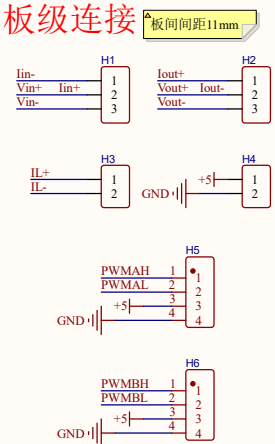 板级连接
板间间距11mm
H1
Iin-
Vin+ Iin+
Vin-
1
2
3
H2
Iout+
Vout+ Iout-
Vout-
1
2
3
H3
IL+
IL-
1
2
H4
+5
GND
1
2
H5
PWMAH 1 1
PWMAL 2 2
+5 3 3
GND 4 4
H6
PWMBH 1 1
PWMBL 2 2
+5 3 3
GND 4 4